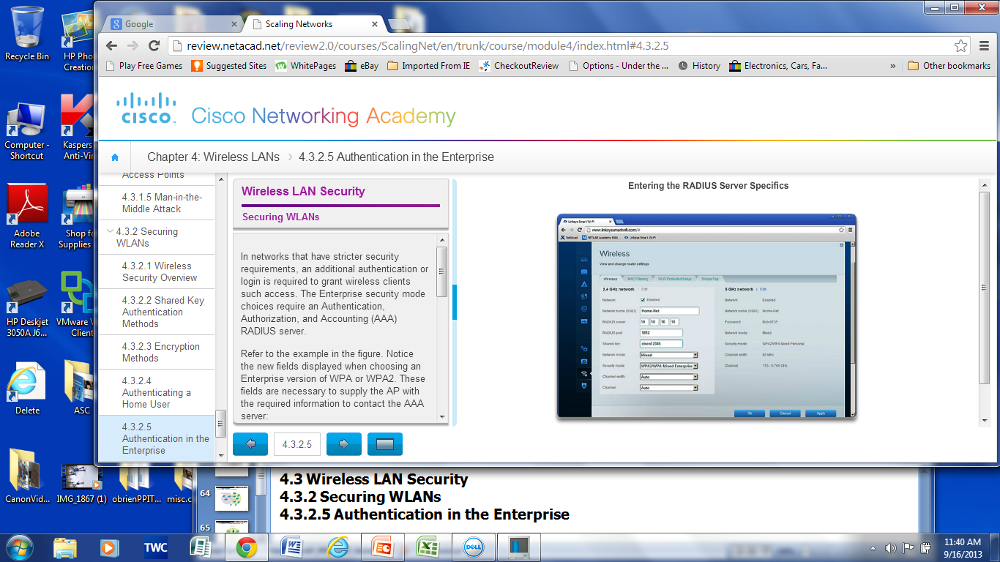 Recycle Bin
HP Pho
Creation
Computer -
Shortcut
Kaspers
Anti-Vir
Adobe
Reader X
Shop fo
Supplies
HP Deskjet
3050A J6...
VMware V
Client
Delete
ASC
CanonVid...
IMG_1867 (1)
obrienPPIT...
misc.c
Google
Scaling Networks
review.netacad.net/review2.0/courses/ScalingNet/en/trunk/course/module4/index.html#4.3.2.5
Play Free Games
Suggested Sites
WhitePages
eBay
Imported From IE
CheckoutReview
Options - Under the ...
History
Electronics, Cars, Fa...
»
Other bookmarks
CISCO
Cisco Networking Academy
Chapter 4: Wireless LANs
4.3.2.5 Authentication in the Enterprise
Access Points
4.3.1.5 Man-in-the-
Middle Attack
4.3.2 Securing
WLANs
4.3.2.1 Wireless
Security Overview
4.3.2.2 Shared Key
Authentication
Methods
4.3.2.3 Encryption
Methods
4.3.2.4
Authenticating a
Home User
4.3.2.5
Authentication in the
Enterprise
Wireless LAN Security
Securing WLANs
In networks that have stricter security
requirements, an additional authentication or
login is required to grant wireless clients
such access. The Enterprise security mode
choices require an Authentication,
Authorization, and Accounting (AAA)
RADIUS server.
Refer to the example in the figure. Notice
the new fields displayed when choosing an
Enterprise version of WPA or WPA2. These
fields are necessary to supply the AP with
the required information to contact the AAA
server:
4.3.2.5
Entering the RADIUS Server Specifics
Linksys Smart Wi-Fi
www.linksyssmartwifi.com/#
NetAcad
NETLAB Academy Edit...
Linksys Smart Wi-Fi
Wireless
View and change router settings
Wireless
MAC Filtering
Wi-Fi Protected Setup
SimpleTap
2.4 GHz network | Edit
Network: Enabled
Network name (SSID): Home-Net
RADIUS server: 10 10 10 10
RADIUS port: 1812
Shared key: cisco12345
Network mode: Mixed
Security mode: WPA2/WPA Mixed Enterprise
Channel width: Auto
Channel: Auto
5 GHz network | Edit
Network: Enabled
Network name (SSID): Home-Net
Password: Bob-6735
Network mode: Mixed
Security mode: WPA2/WPA Mixed Personal
Channel width:
Channel: 153 - 5.765 GHz
Ok
Cancel
Apply
64
65
4.3 Wireless LAN Security
4.3.2 Securing WLANs
4.3.2.5 Authentication in the Enterprise
TWC
DELL
11:40 AM
9/16/2013